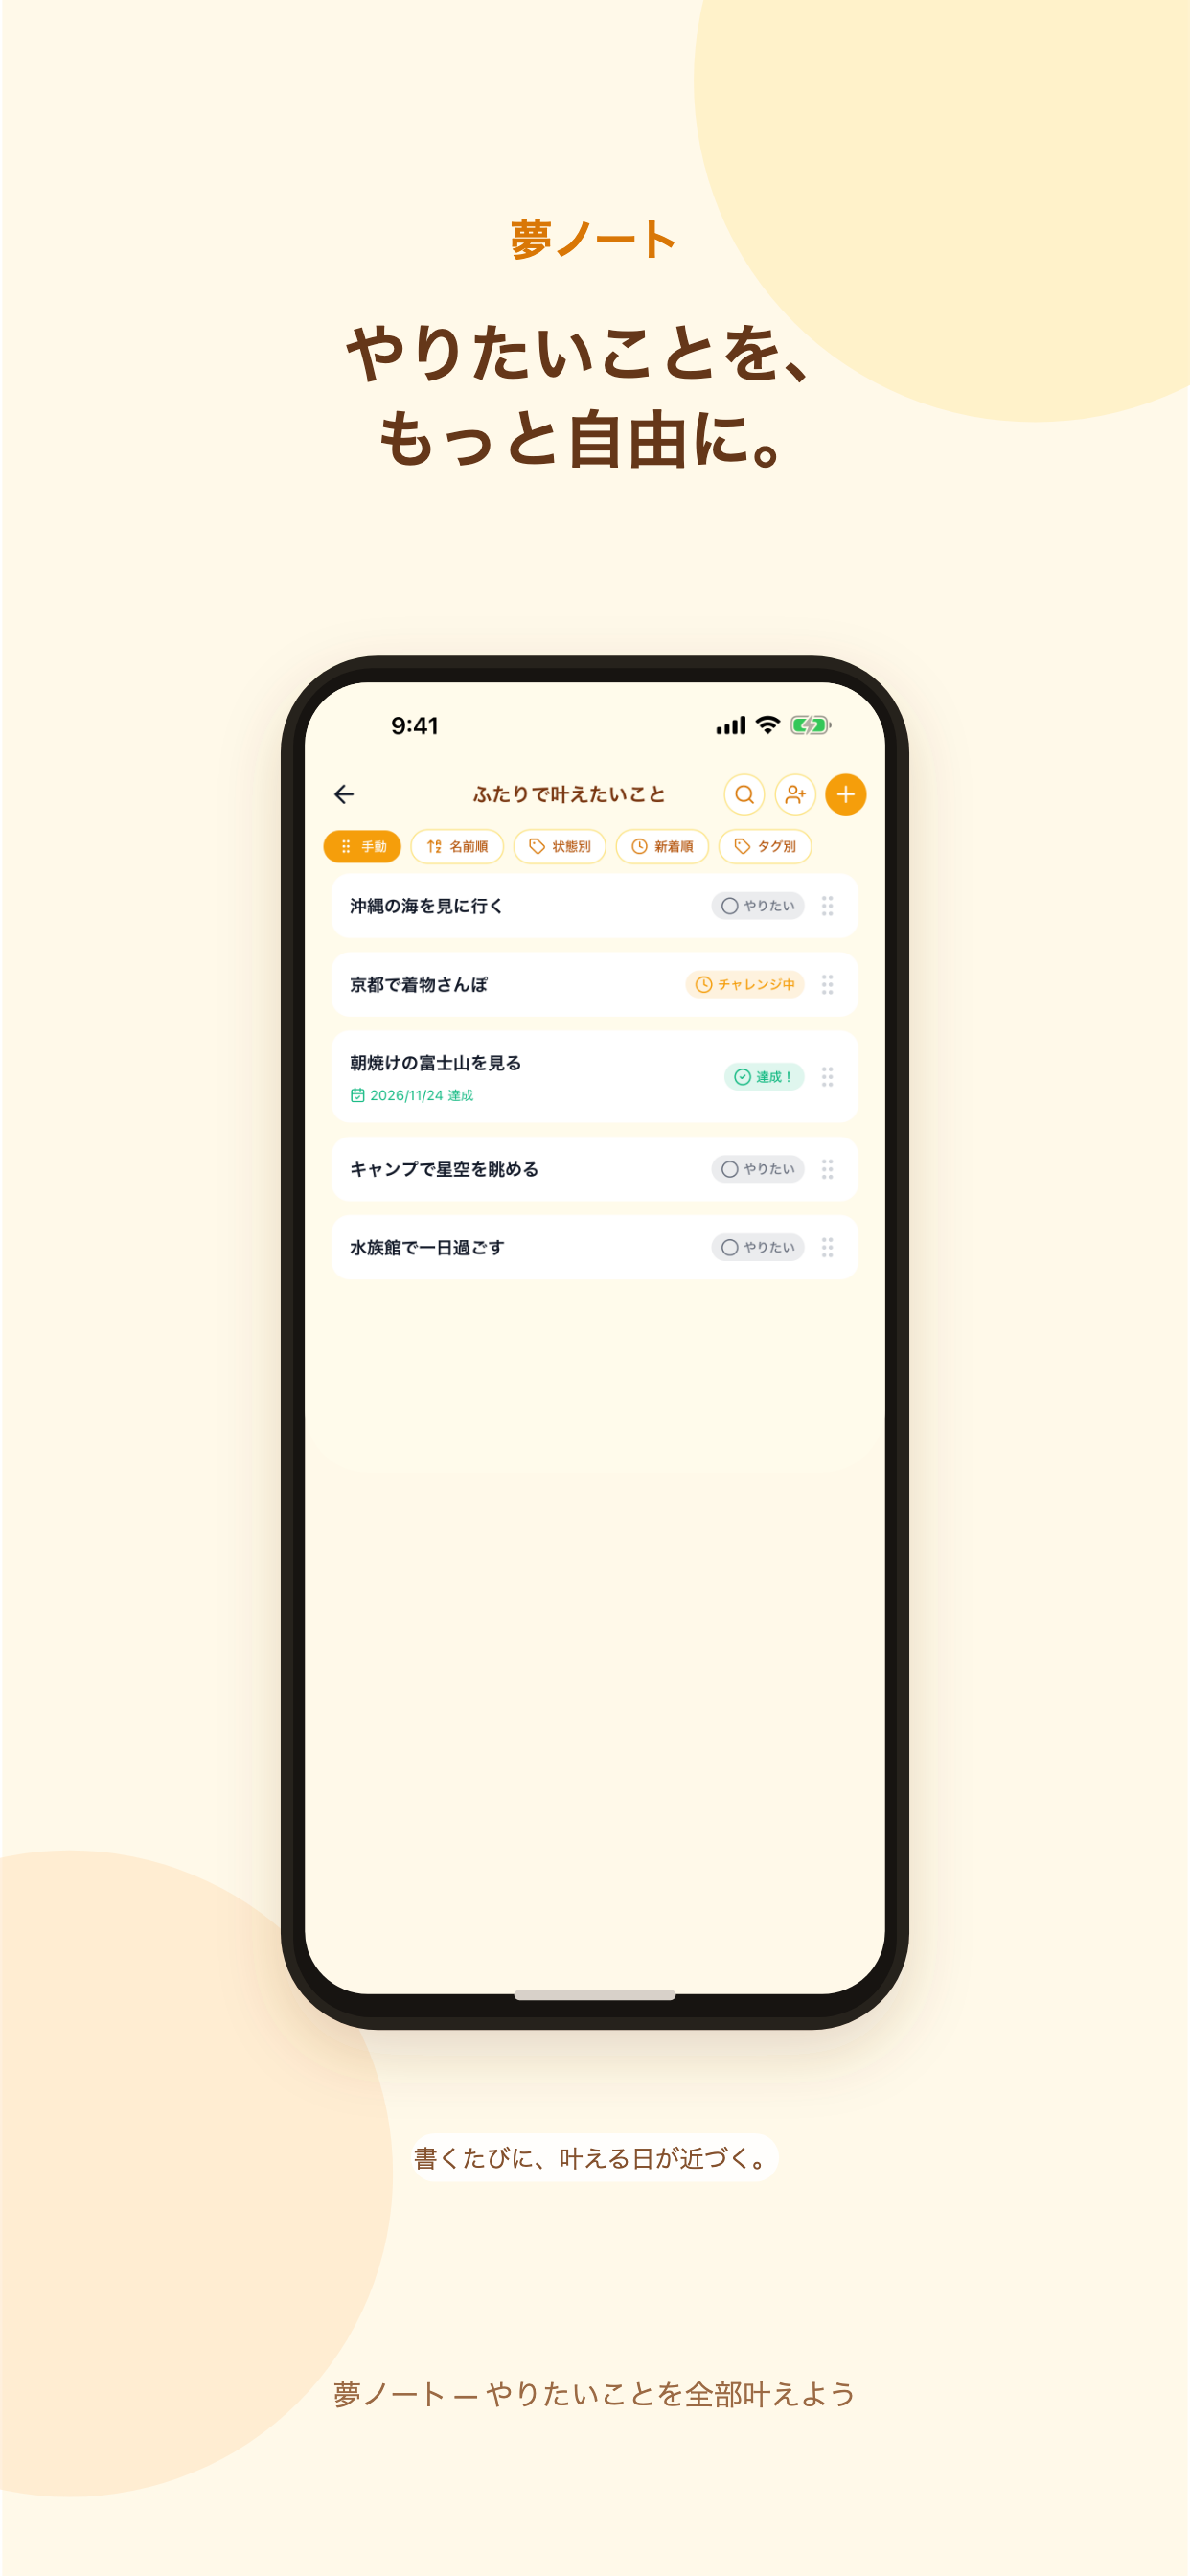 夢ノート
やりたいことを、
もっと自由に。
9:41
ふたりで叶えたいこと
手動 名前順 状態別 新着順 タグ別
沖縄の海を見に行く やりたい
京都で着物さんぽ チャレンジ中
朝焼けの富士山を見る 達成！
2026/11/24 達成
キャンプで星空を眺める やりたい
水族館で一日過ごす やりたい
書くたびに、叶える日が近づく。
夢ノート — やりたいことを全部叶えよう